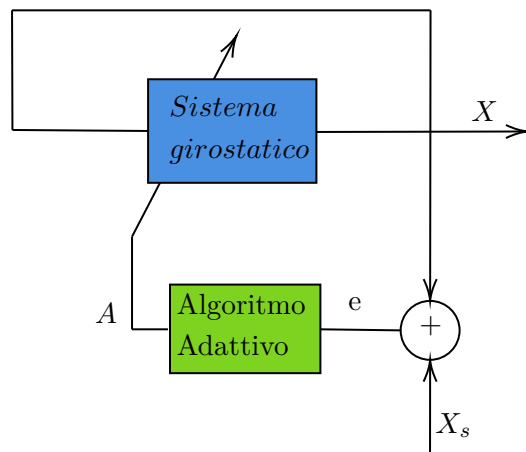 Sistema
girostatico
X
A
Algoritmo
Adattivo
e
+
X_s